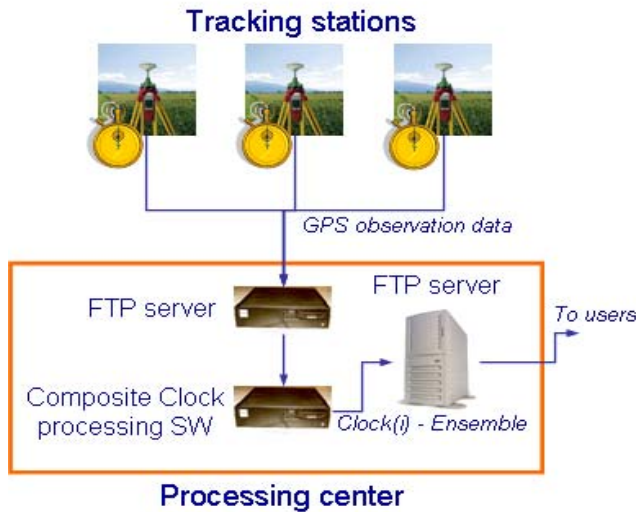 Tracking stations
GPS observation data
FTP server
FTP server
To users
Composite Clock
processing SW
Clock(i) - Ensemble
Processing center